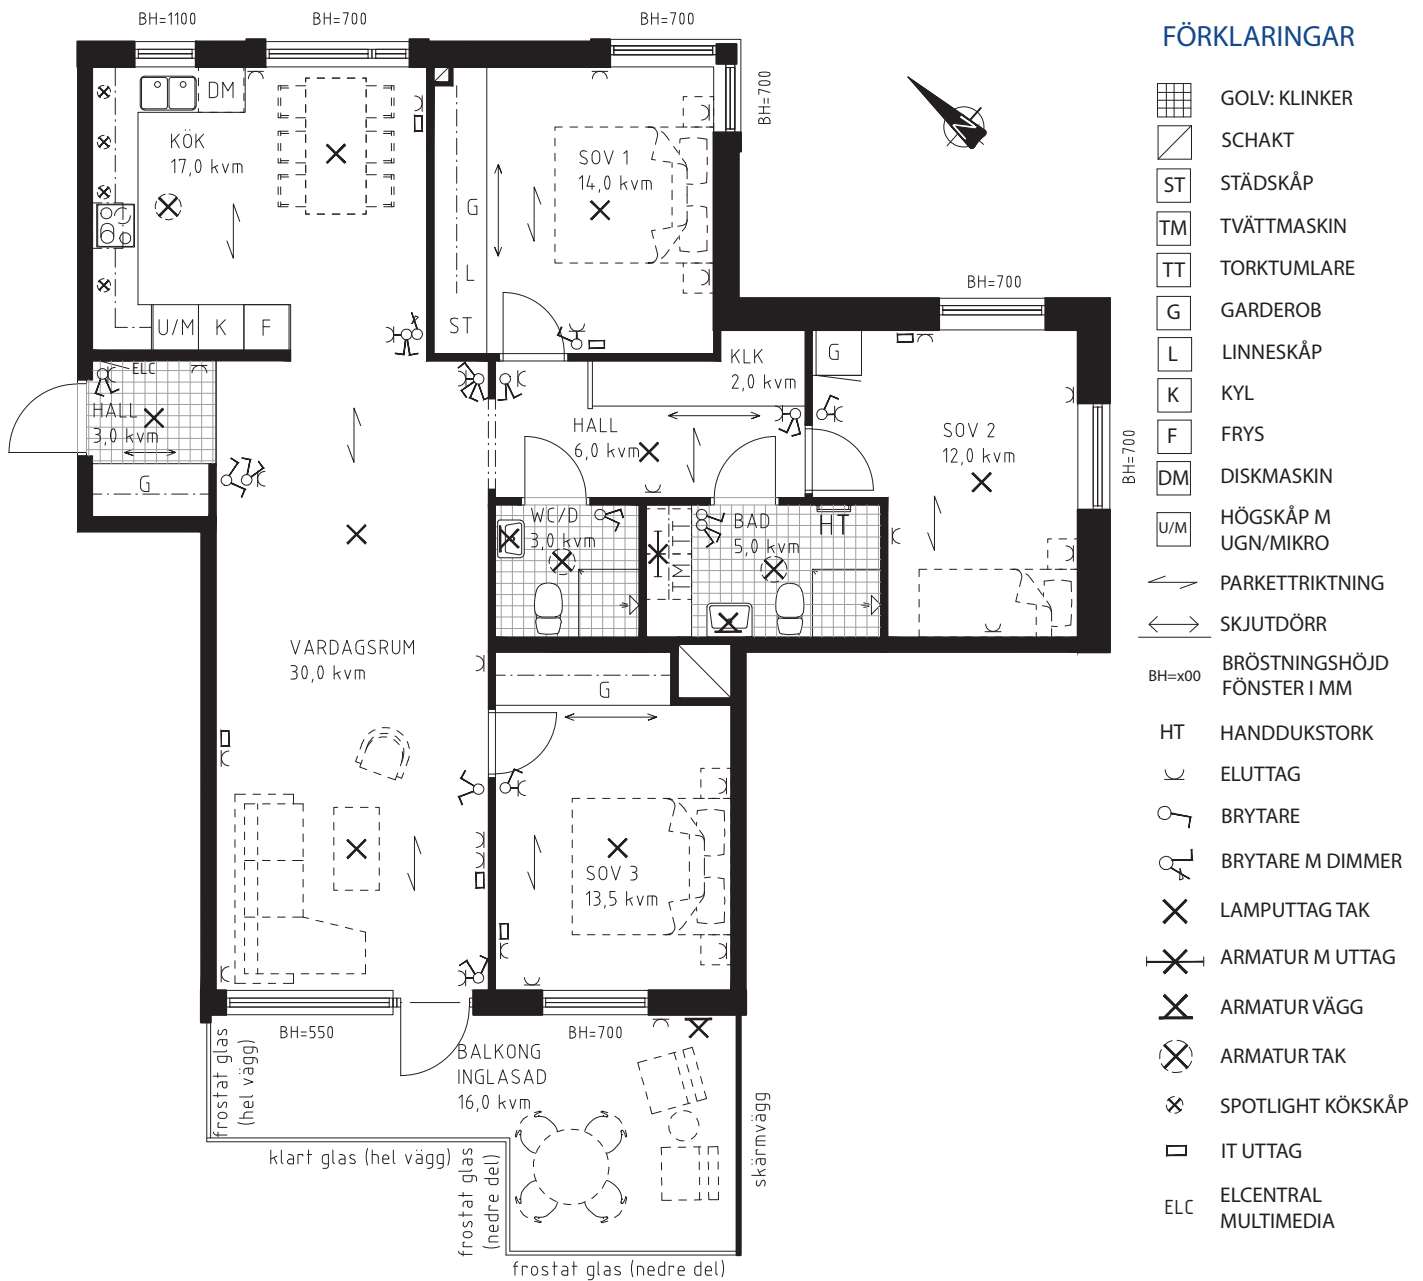 BH=1100
BH=700
BH=700
FÖRKLARINGAR
DM
KÖK
17,0 kvm
U/M
K
F
SOV 1
14,0 kvm
G
L
ST
BH=700
N
BH=700
ELC
HALL
3,0 kvm
G
KLK
2,0 kvm
HALL
6,0 kvm
G
SOV 2
12,0 kvm
BH=700
WC/D
3,0 kvm
TM
TT
BAD
5,0 kvm
HT
VARDAGSRUM
30,0 kvm
G
SOV 3
13,5 kvm
BH=550
BH=700
BALKONG
INGLASAD
16,0 kvm
frostat glas
(hel vägg)
klart glas (hel vägg)
frostat glas
(nedre del)
skärmvägg
frostat glas (nedre del)
GOLV: KLINKER
SCHAKT
ST STÄDSKÅP
TM TVÄTTMASKIN
TT TORKTUMLARE
G GARDEROB
L LINNESKÅP
K KYL
F FRYS
DM DISKMASKIN
U/M HÖGSKÅP M
UGN/MIKRO
PARKETTRIKTNING
SKJUTDÖRR
BH=x00 BRÖSTNINGSHÖJD
FÖNSTER I MM
HT HANDDUKSTORK
ELUTTAG
BRYTARE
BRYTARE M DIMMER
LAMPUTTAG TAK
ARMATUR M UTTAG
ARMATUR VÄGG
ARMATUR TAK
SPOTLIGHT KÖKSKÅP
IT UTTAG
ELC ELCENTRAL
MULTIMEDIA